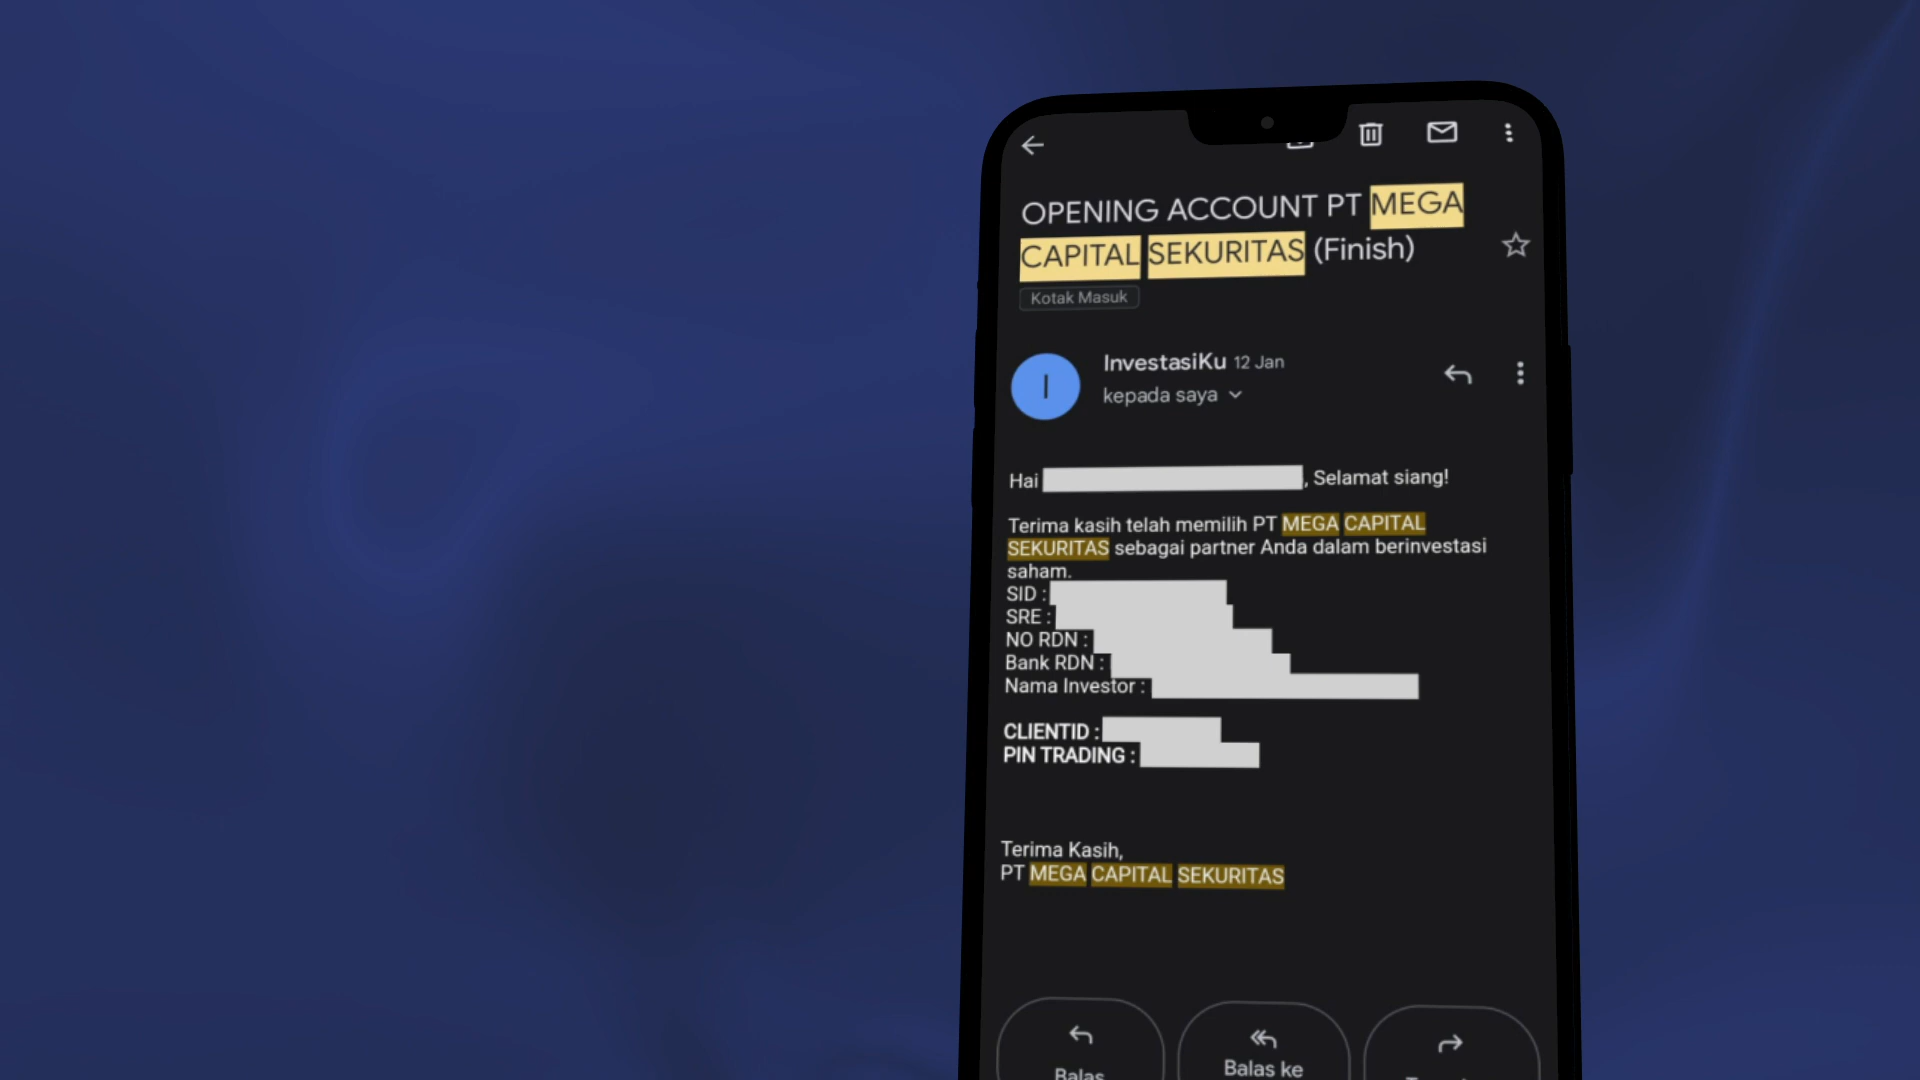 OPENING ACCOUNT PT MEGA
CAPITAL SEKURITAS (Finish)
Kotak Masuk
I
InvestasiKu 12 Jan
kepada saya
Hai , Selamat siang!
Terima kasih telah memilih PT MEGA CAPITAL
SEKURITAS sebagai partner Anda dalam berinvestasi
saham.
SID :
SRE :
NO RDN :
Bank RDN :
Nama Investor :
CLIENTID :
PIN TRADING :
Terima Kasih,
PT MEGA CAPITAL SEKURITAS
Balas
Balas ke